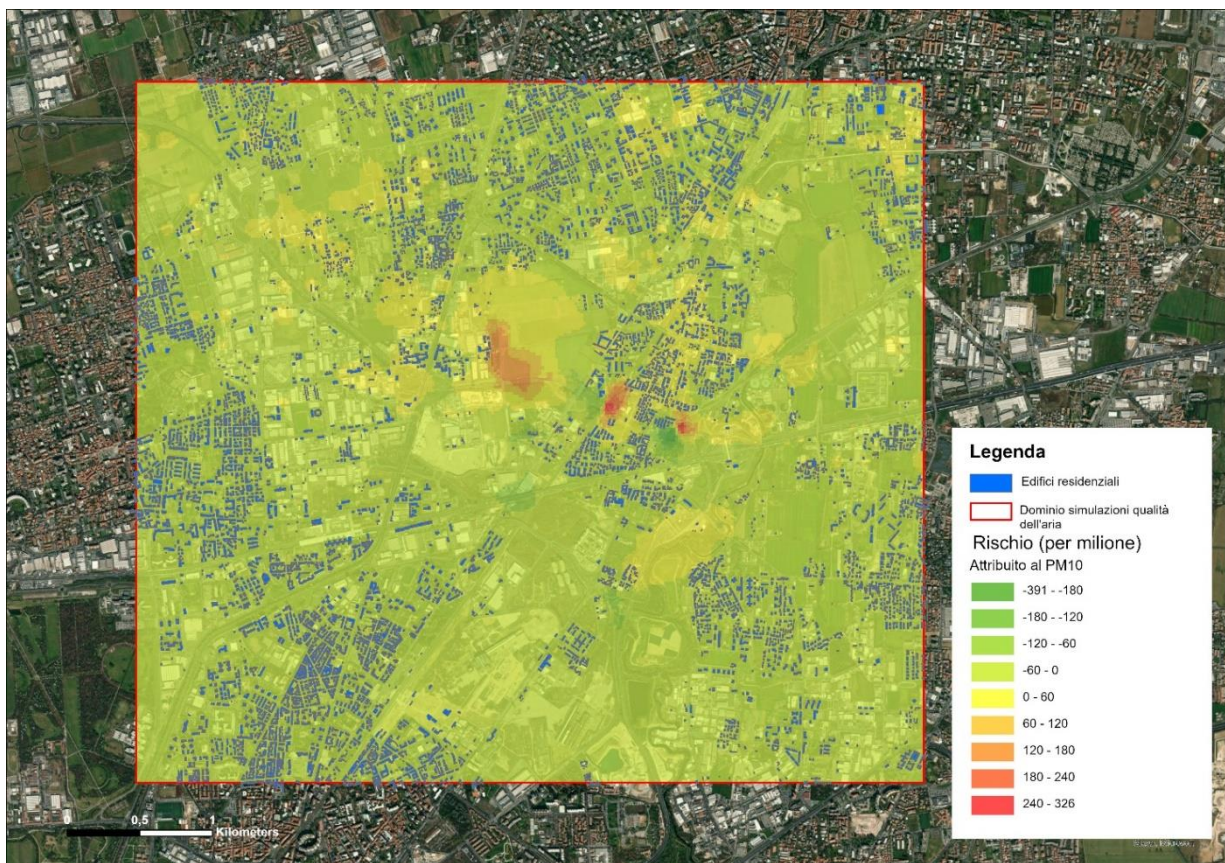 Legenda
Edifici residenziali
Dominio simulazioni qualità
dell'aria
Rischio (per milione)
Attribuito al PM10
-391 - -180
-180 - -120
-120 - -60
-60 - 0
0 - 60
60 - 120
120 - 180
180 - 240
240 - 326
0 0,5 1
Kilometers